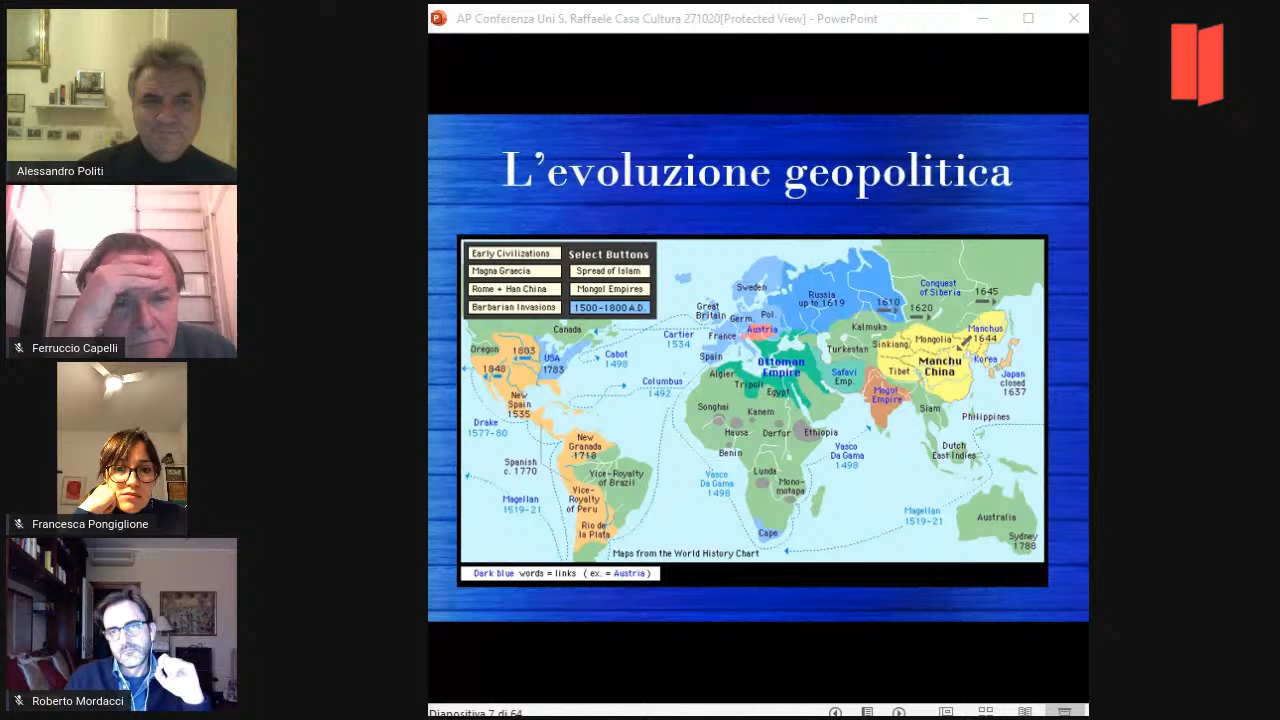 AP Conferenza Uni S. Raffaele Casa Cultura 271020[Protected View] - PowerPoint
Alessandro Politi
Ferruccio Capelli
Francesca Pongiglione
Roberto Mordacci
L'evoluzione geopolitica
Early Civilizations
Magna Graecia
Rome + Han China
Barbarian Invasions
Select Buttons
Spread of Islam
Mongol Empires
1500-1800 A.D.
Canada
Oregon
1803
1848
USA
1783
New
Spain
1535
Drake
1577-80
Spanish
c. 1770
Magellan
1519-21
New
Granada
1718
Vice-Royalty
of Brazil
Vice-
Royalty
of Peru
Rio de
la Plata
Cartier
1534
Cabot
1498
Columbus
1492
Great
Britain
Sweden
Germ.
Pol.
France
Austria
Spain
Ottoman
Empire
Algier
Tripoli
Egypt
Songhai
Kanem
Hausa
Darfur
Ethiopia
Benin
Lunda
Mono-
motapa
Vasco
Da Gama
1498
Cape
Russia
up to 1619
1610
1620
Conquest
of Siberia
1645
Kalmuks
Turkestan
Safavi
Emp.
Sinkiang
Mongolia
Manchus
1644
Manchu
China
Tibet
Korea
Japan
closed
1637
Mogol
Empire
Siam
Philippines
Vasco
Da Gama
1498
Dutch
East Indies
Magellan
1519-21
Australia
Sydney
1788
Maps from the World History Chart
Dark blue words = links ( ex. = Austria )
Diapositiva 7 di 64